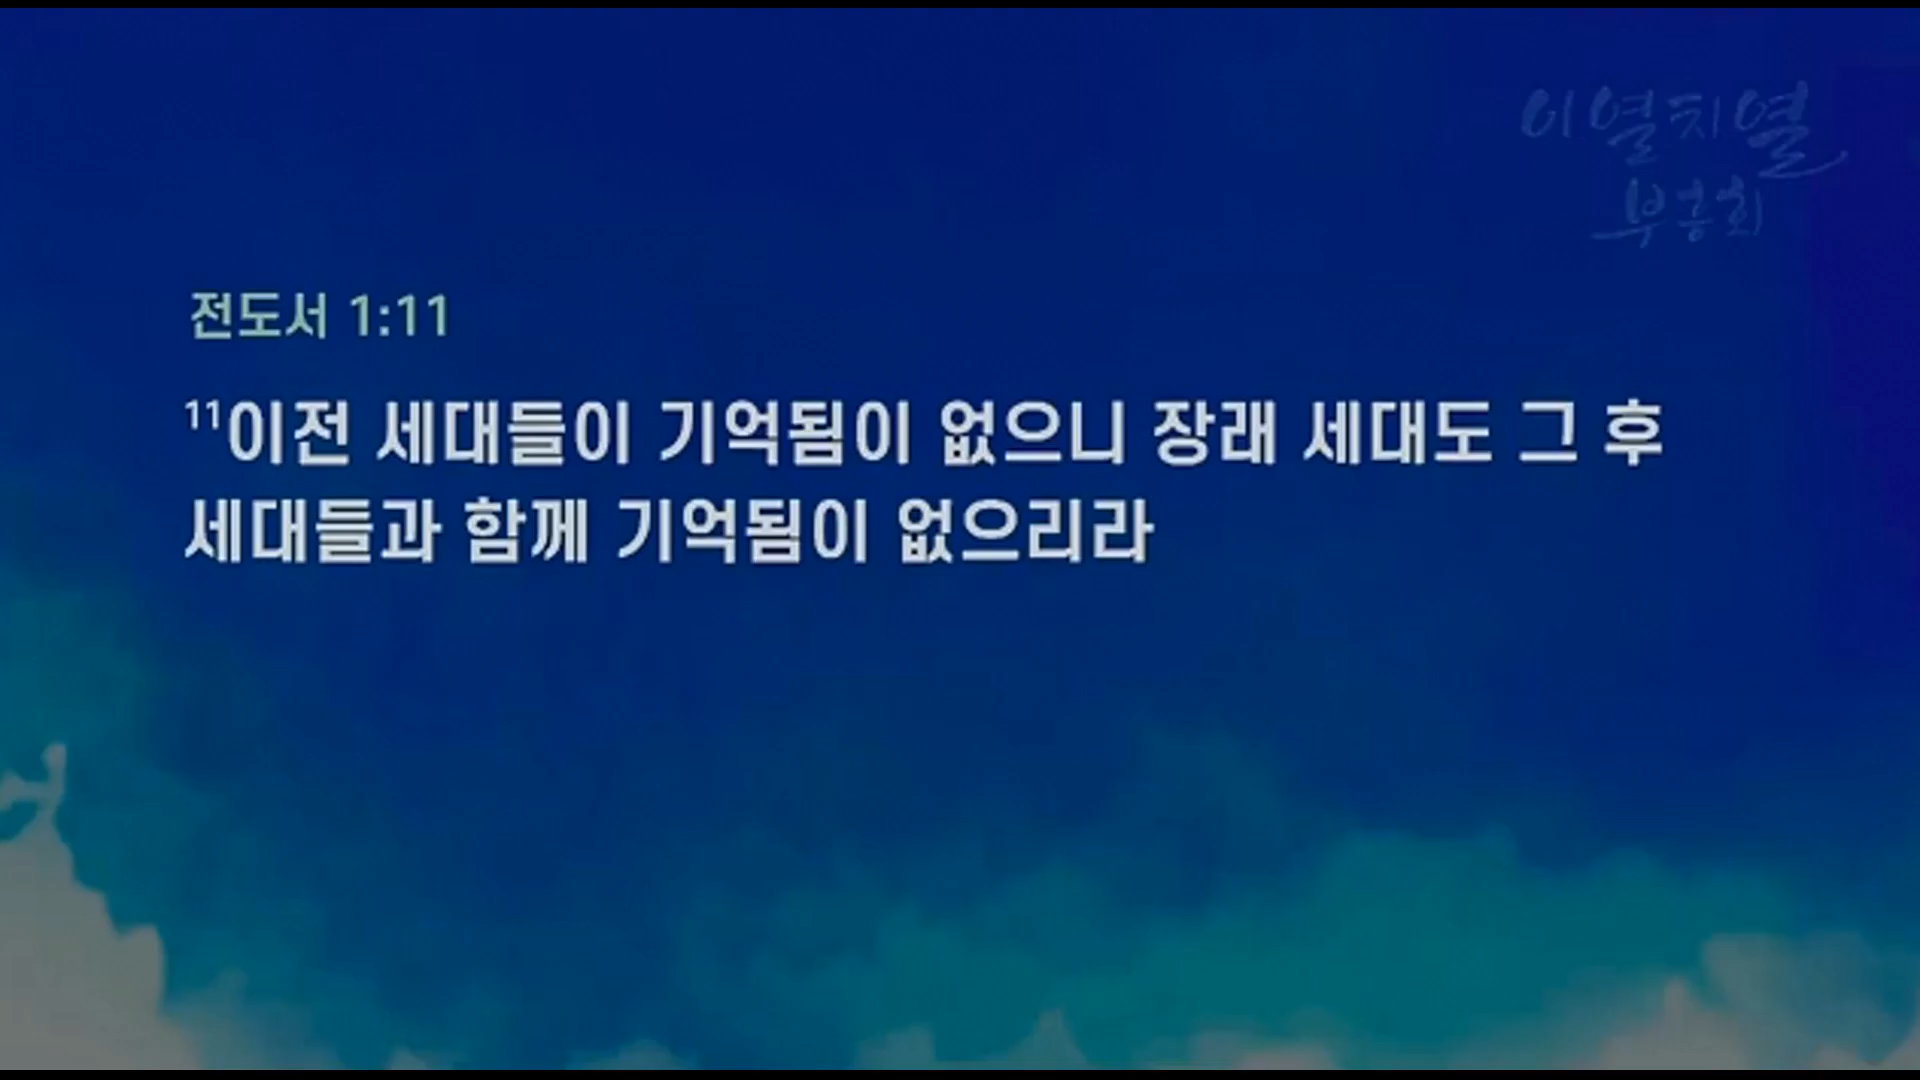 이열치열
부흥회
전도서 1:11
11이전 세대들이 기억됨이 없으니 장래 세대도 그 후
세대들과 함께 기억됨이 없으리라